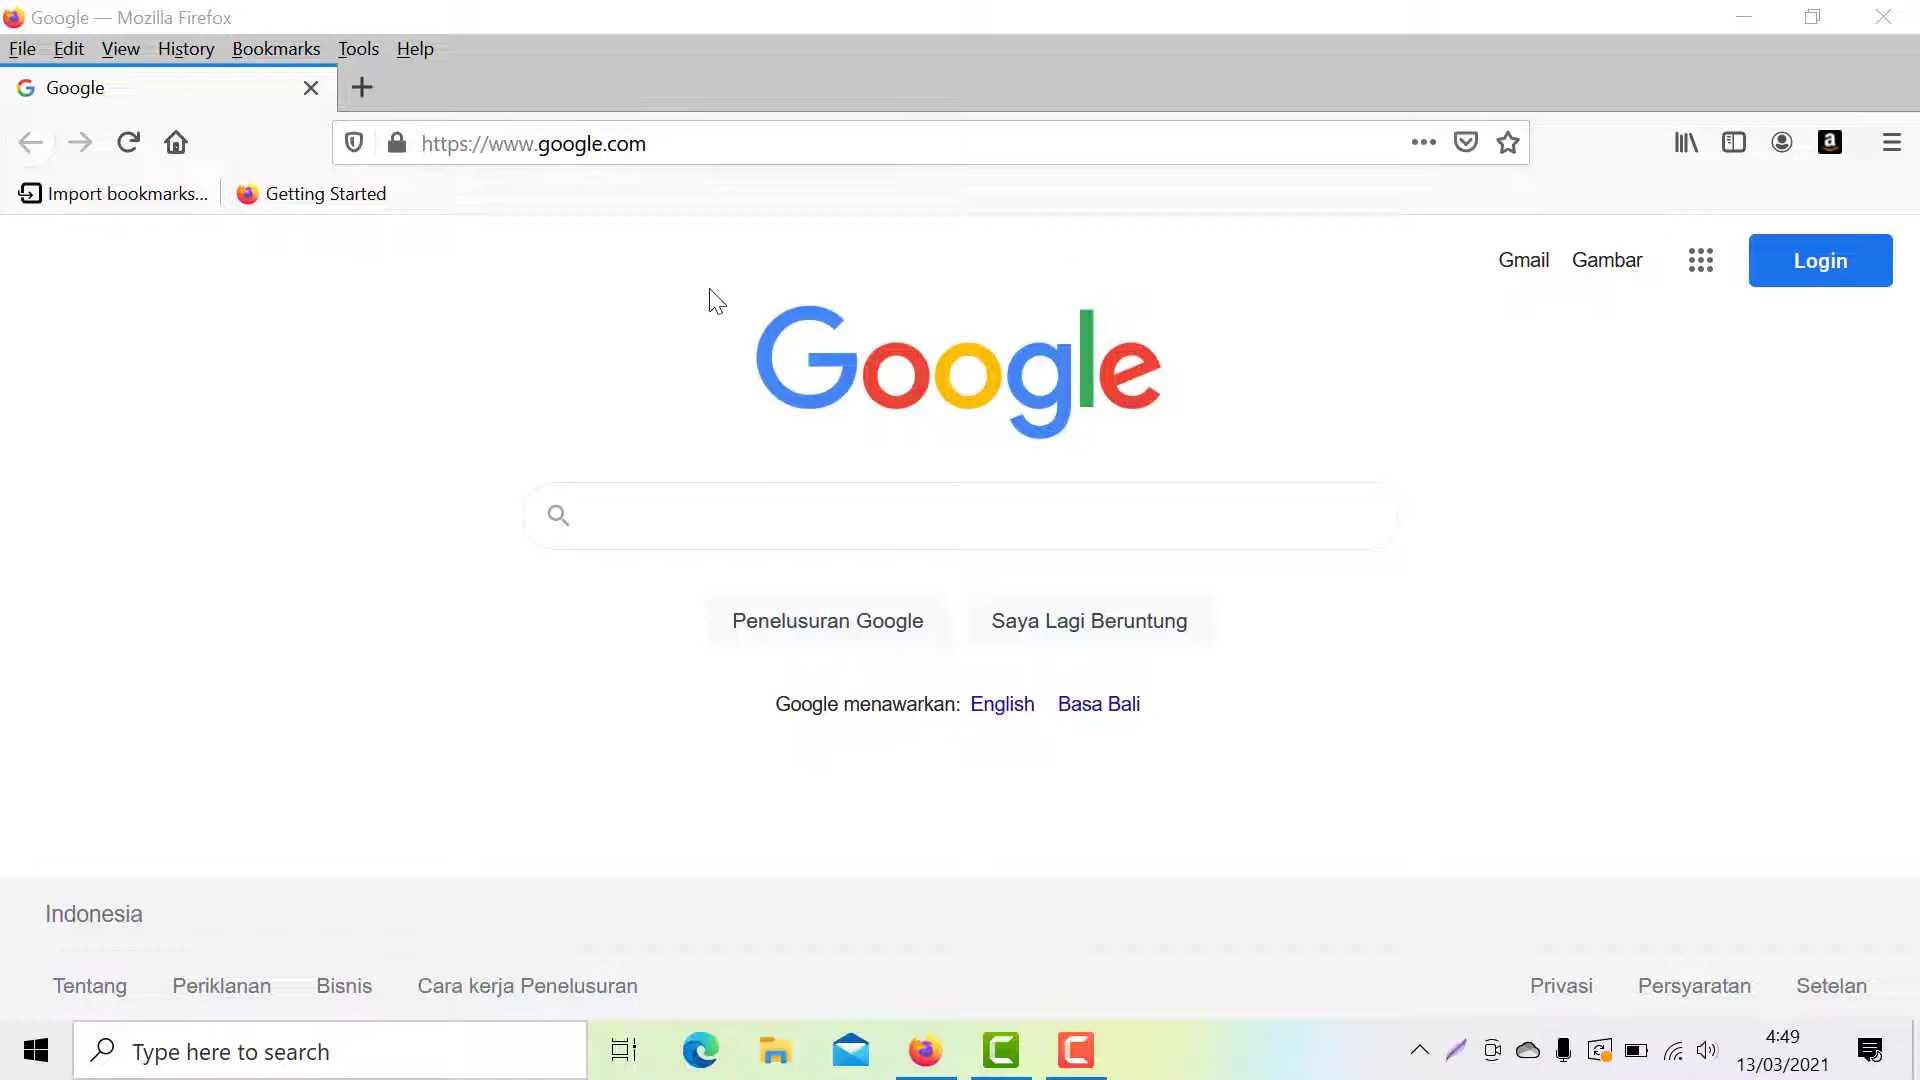 Google — Mozilla Firefox
File Edit View History Bookmarks Tools Help
Google
https://www.google.com
Import bookmarks... Getting Started
Gmail Gambar Login
Google
Penelusuran Google Saya Lagi Beruntung
Google menawarkan: English Basa Bali
Indonesia
Tentang Periklanan Bisnis Cara kerja Penelusuran Privasi Persyaratan Setelan
Type here to search
4:49
13/03/2021